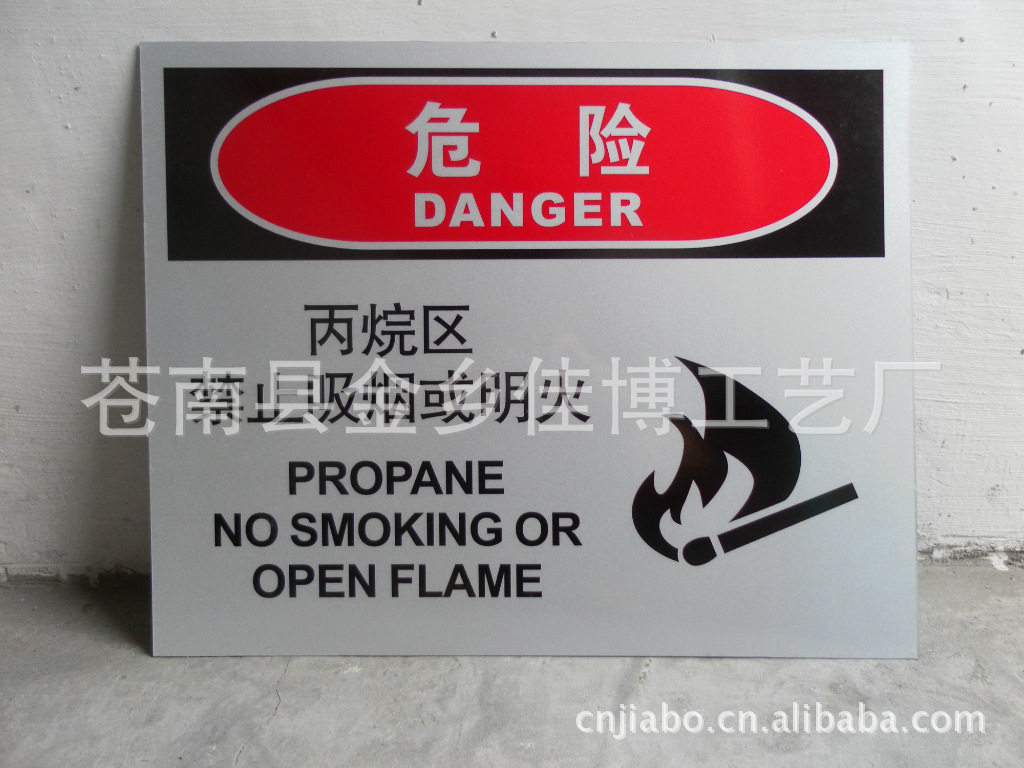 危 险
DANGER
丙烷区
禁止吸烟或明火
苍南县金乡佳博工艺厂
PROPANE
NO SMOKING OR
OPEN FLAME
cnjiabo.cn.alibaba.com